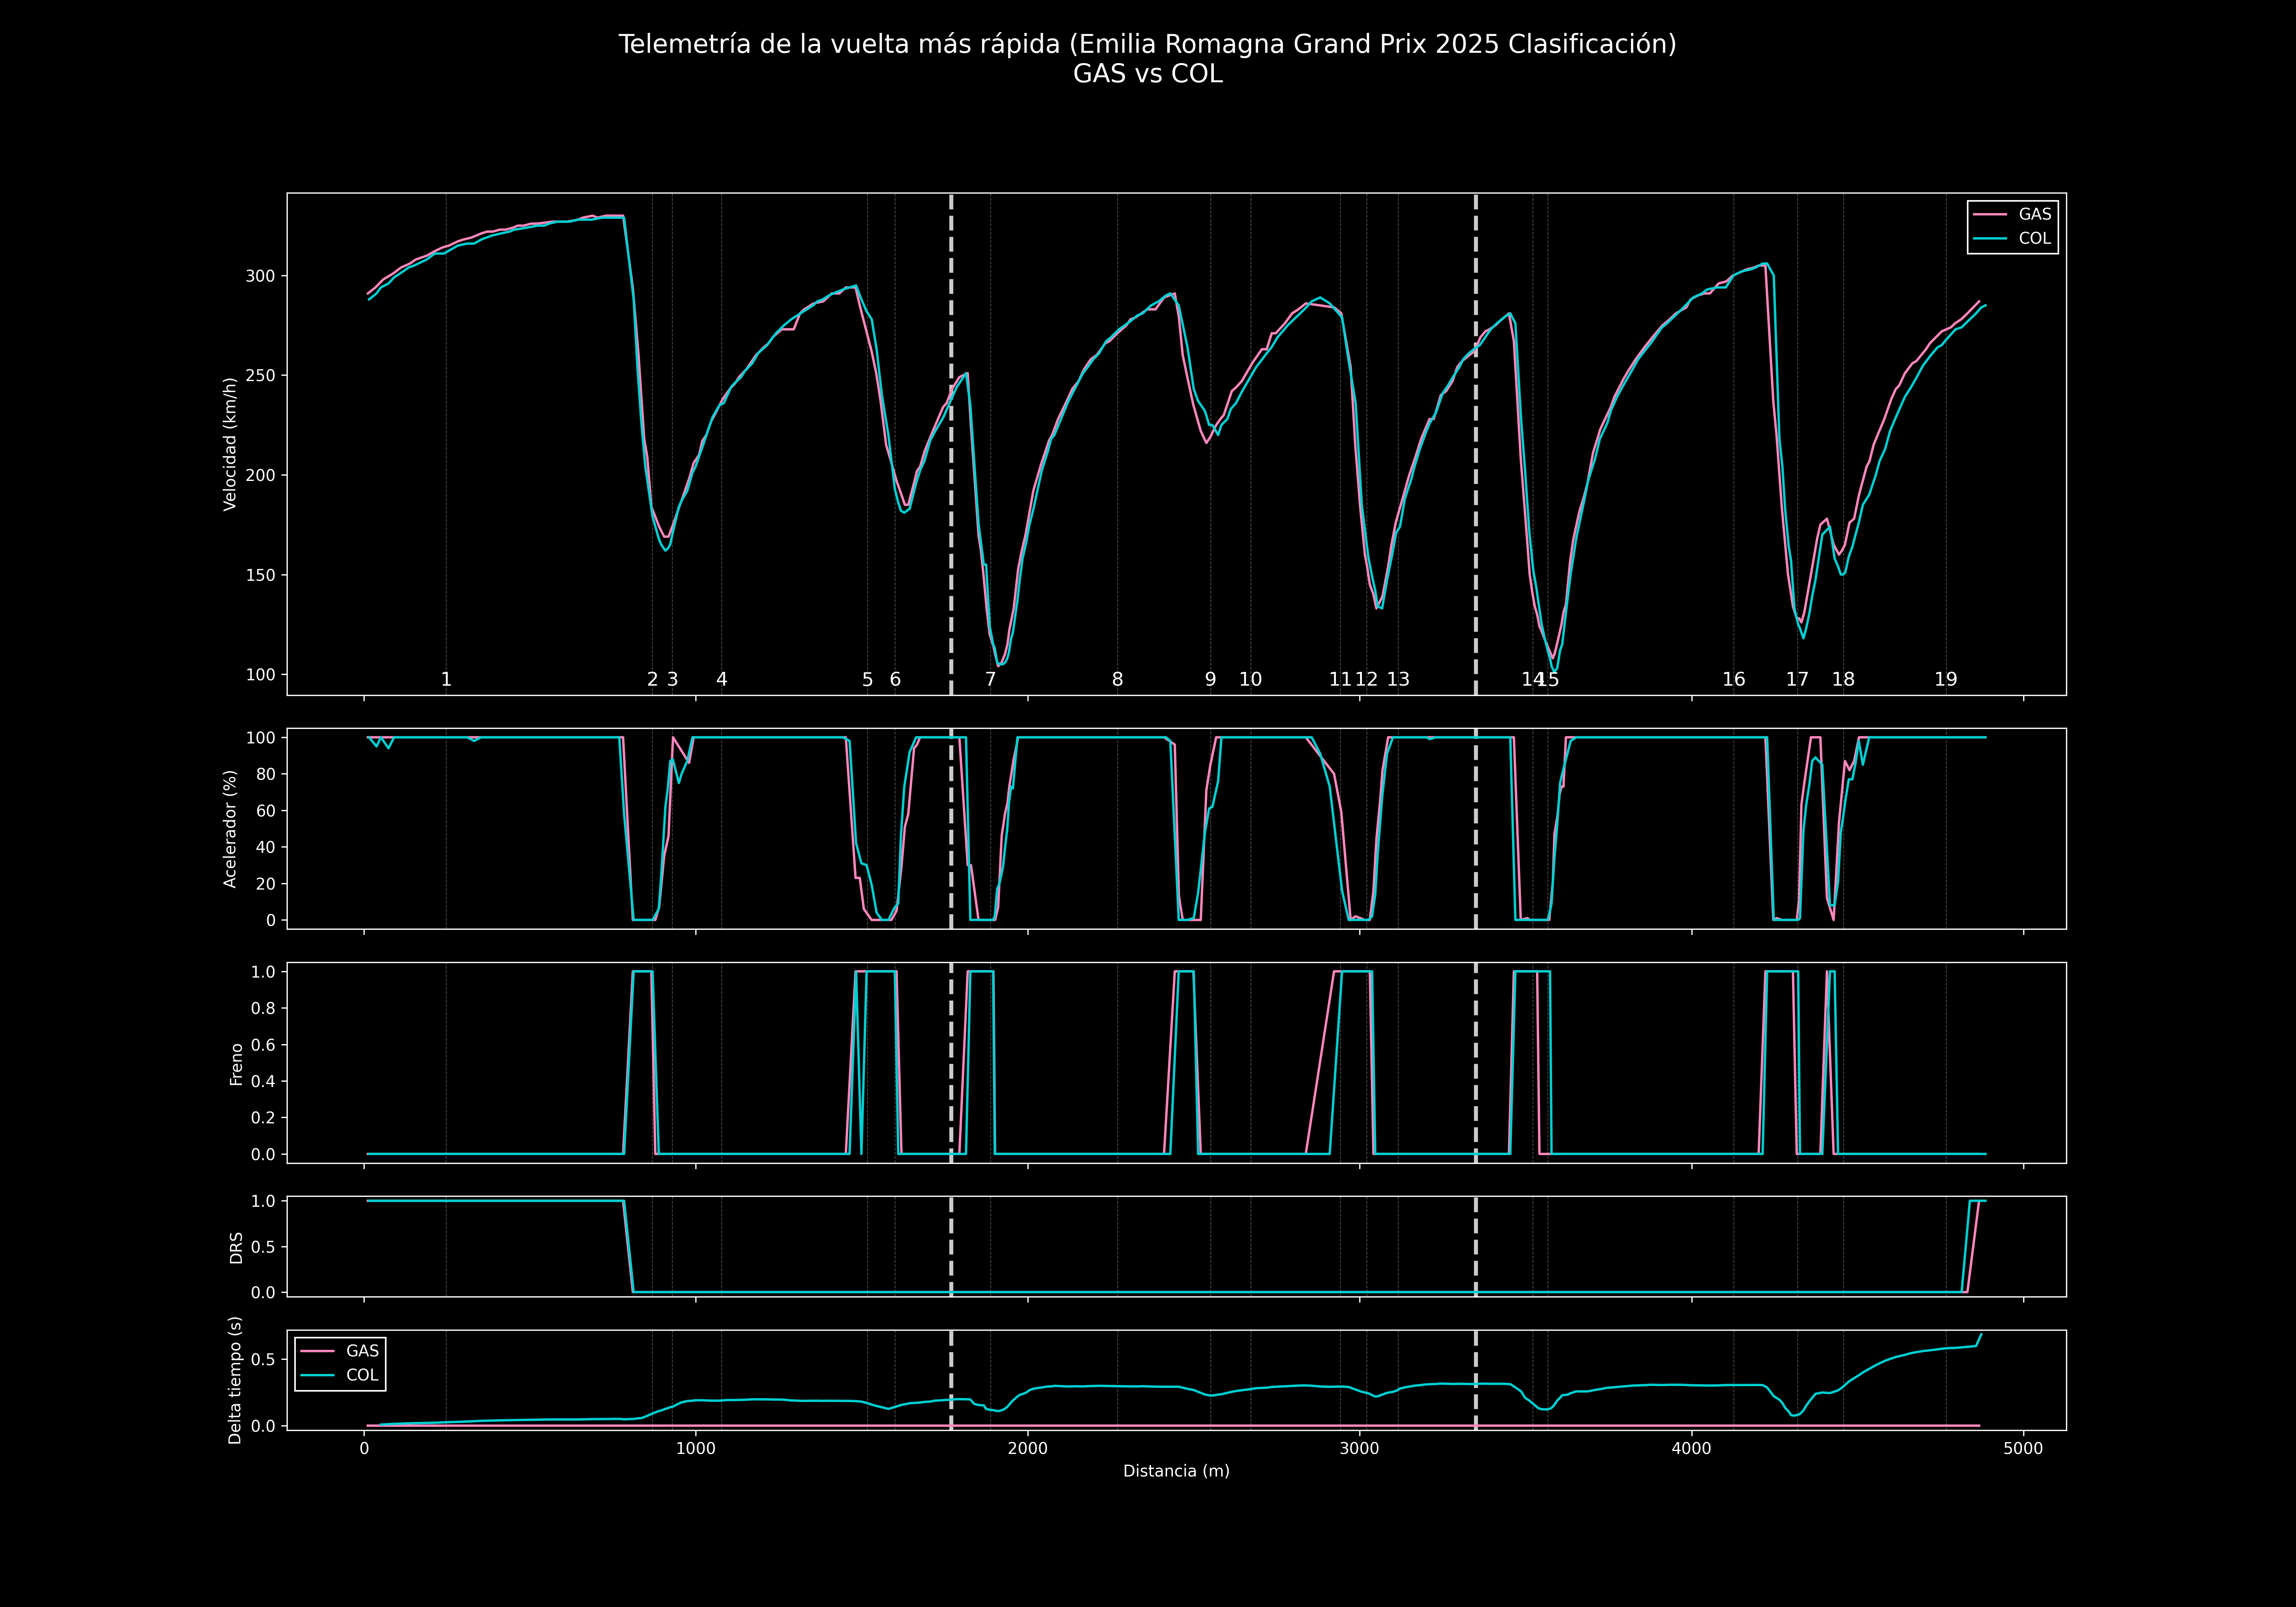 Telemetría de la vuelta más rápida (Emilia Romagna Grand Prix 2025 Clasificación)
GAS vs COL
GAS
COL
Velocidad (km/h)
300
250
200
150
100
1 2 3 4 5 6 7 8 9 10 11 12 13 14 15 16 17 18 19
Acelerador (%)
100
80
60
40
20
0
Freno
1.0
0.8
0.6
0.4
0.2
0.0
DRS
1.0
0.5
0.0
Delta tiempo (s)
0.5
0.0
GAS
COL
0 1000 2000 3000 4000 5000
Distancia (m)